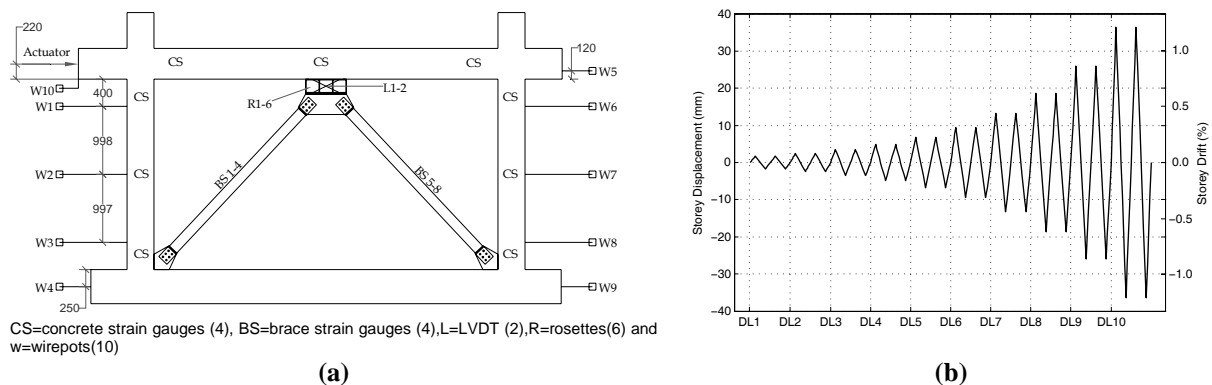 220
Actuator
CS
CS
CS
120
W5
W10
W1
400
CS
R1-6
L1-2
CS
W6
998
BS 1-4
BS 5-8
W2
CS
CS
W7
997
W3
CS
CS
W8
W4
W9
250
CS=concrete strain gauges (4), BS=brace strain gauges (4),L=LVDT (2),R=rosettes(6) and
w=wirepots(10)
(a)
Storey Displacement (mm)
40
30
20
10
0
−10
−20
−30
−40
DL1 DL2 DL3 DL4 DL5 DL6 DL7 DL8 DL9 DL10
1.0
0.5
0.0
−0.5
−1.0
Storey Drift (%)
(b)